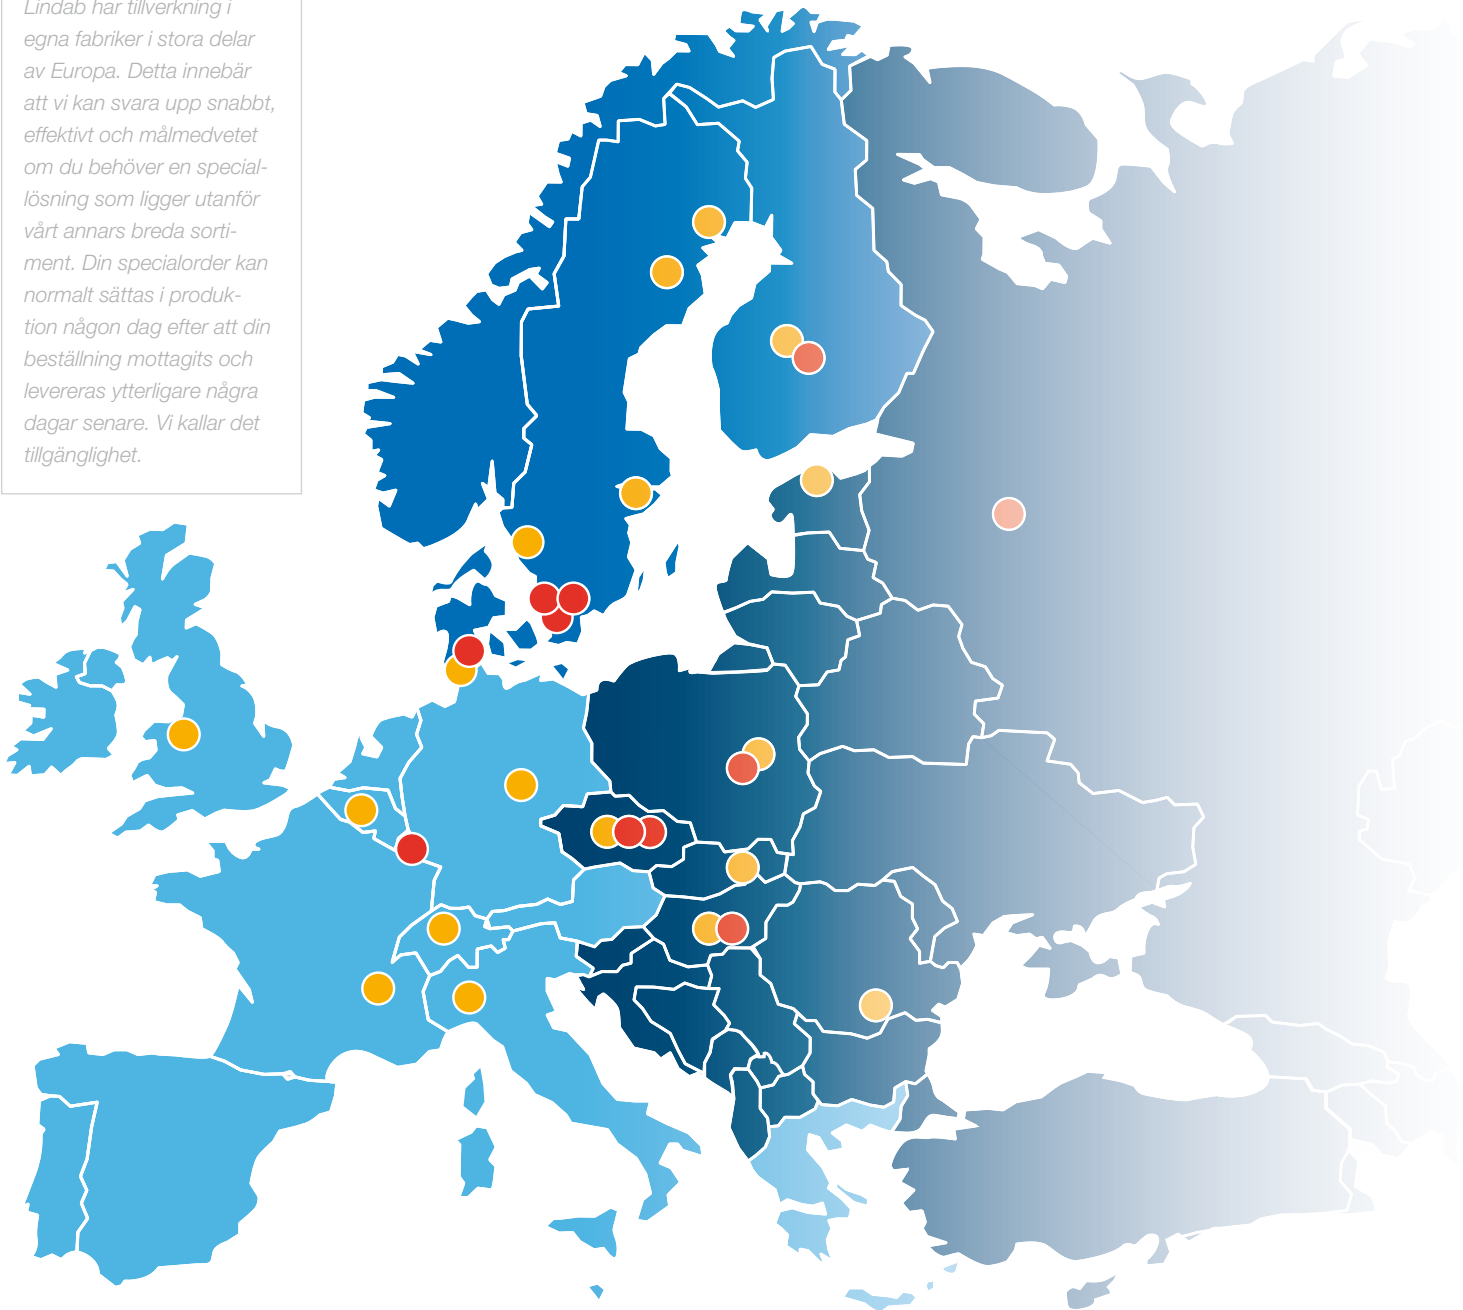 Lindab har tillverkning i
egna fabriker i stora delar
av Europa. Detta innebär
att vi kan svara upp snabbt,
effektivt och målmedvetet
om du behöver en special-
lösning som ligger utanför
vårt annars breda sorti-
ment. Din specialorder kan
normalt sättas i produk-
tion någon dag efter att din
beställning mottagits och
levereras ytterligare några
dagar senare. Vi kallar det
tillgänglighet.